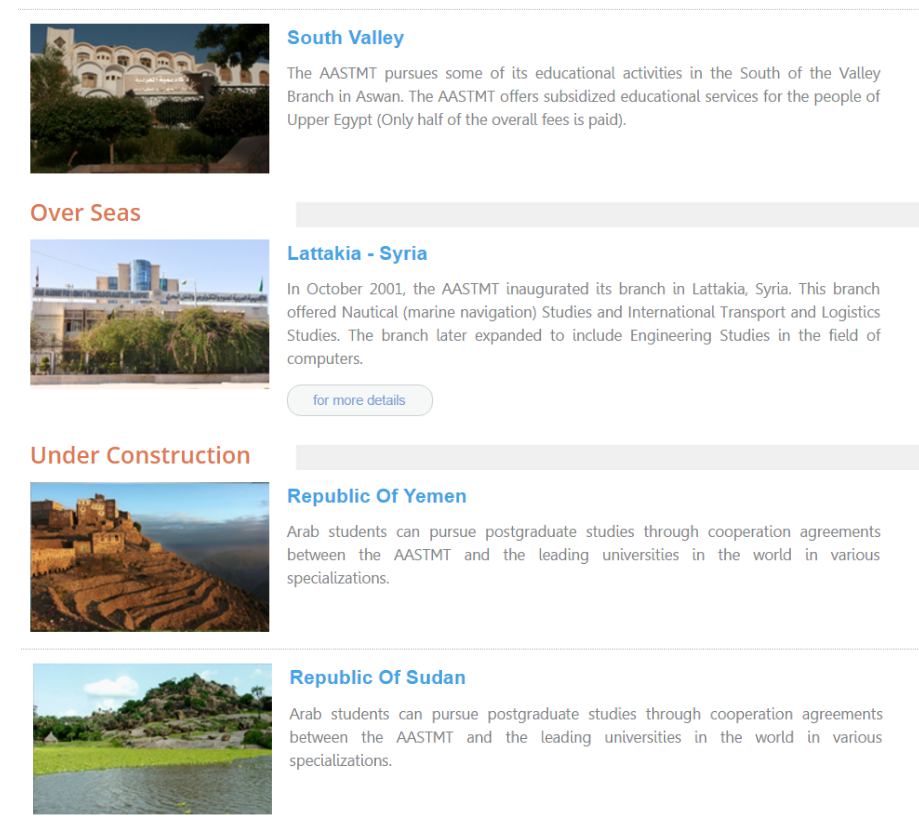 South Valley
The AASTMT pursues some of its educational activities in the South of the Valley
Branch in Aswan. The AASTMT offers subsidized educational services for the people of
Upper Egypt (Only half of the overall fees is paid).
Over Seas
Lattakia - Syria
In October 2001, the AASTMT inaugurated its branch in Lattakia, Syria. This branch
offered Nautical (marine navigation) Studies and International Transport and Logistics
Studies. The branch later expanded to include Engineering Studies in the field of
computers.
for more details
Under Construction
Republic Of Yemen
Arab students can pursue postgraduate studies through cooperation agreements
between the AASTMT and the leading universities in the world in various
specializations.
Republic Of Sudan
Arab students can pursue postgraduate studies through cooperation agreements
between the AASTMT and the leading universities in the world in various
specializations.